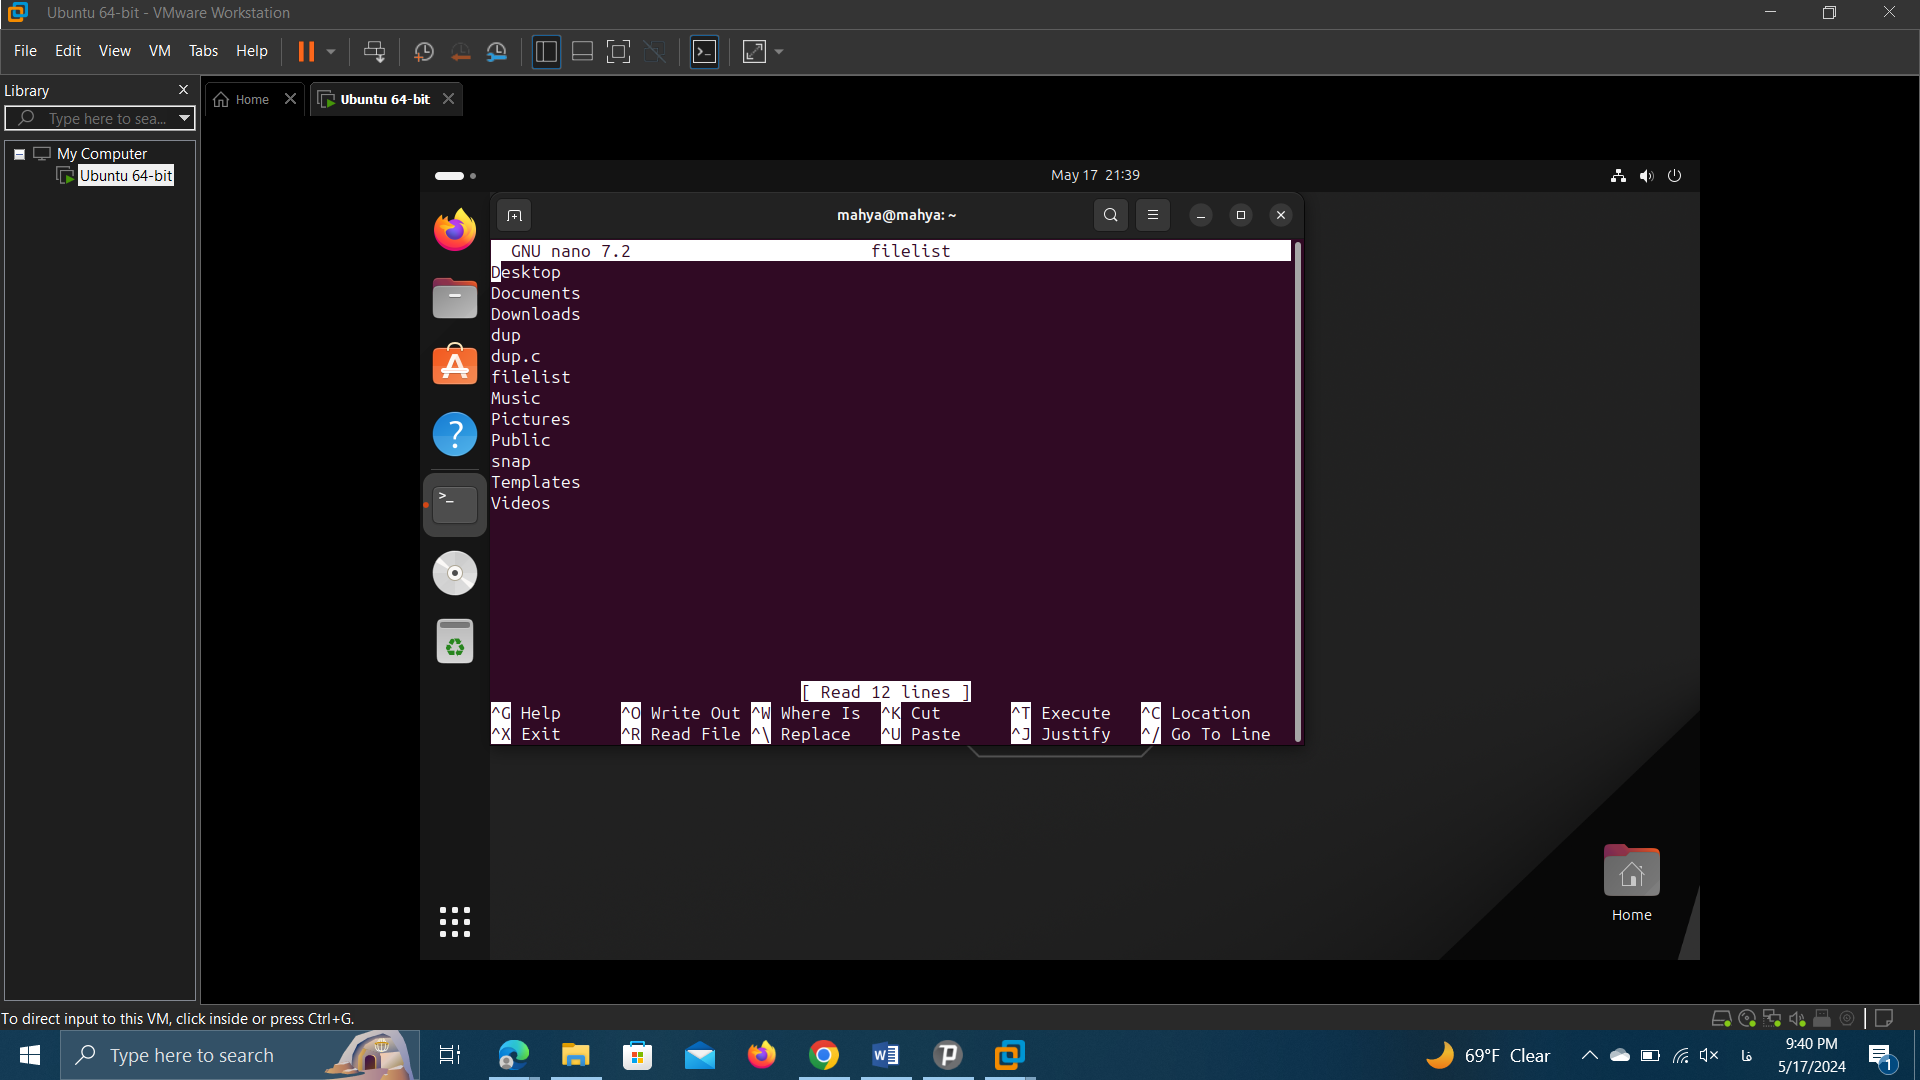 Ubuntu 64-bit - VMware Workstation
File Edit View VM Tabs Help
Library
Type here to sea...
My Computer
Ubuntu 64-bit
Home
Ubuntu 64-bit
May 17 21:39
mahya@mahya: ~
GNU nano 7.2 filelist
Desktop
Documents
Downloads
dup
dup.c
filelist
Music
Pictures
Public
snap
Templates
Videos
[ Read 12 lines ]
^G Help ^O Write Out ^W Where Is ^K Cut ^T Execute ^C Location
^X Exit ^R Read File ^\ Replace ^U Paste ^J Justify ^/ Go To Line
Home
To direct input to this VM, click inside or press Ctrl+G.
Type here to search
69°F Clear
فا
9:40 PM
5/17/2024
1